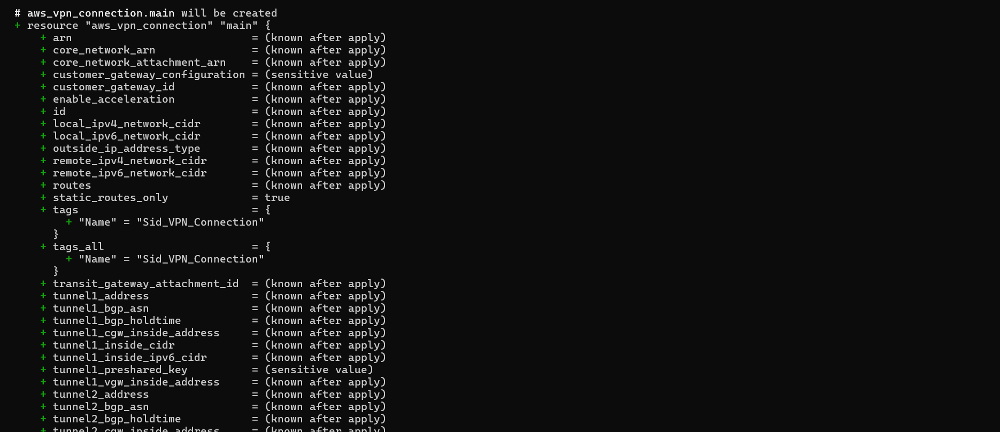 # aws_vpn_connection.main will be created
+ resource "aws_vpn_connection" "main" {
+ arn = (known after apply)
+ core_network_arn = (known after apply)
+ core_network_attachment_arn = (known after apply)
+ customer_gateway_configuration = (sensitive value)
+ customer_gateway_id = (known after apply)
+ enable_acceleration = (known after apply)
+ id = (known after apply)
+ local_ipv4_network_cidr = (known after apply)
+ local_ipv6_network_cidr = (known after apply)
+ outside_ip_address_type = (known after apply)
+ remote_ipv4_network_cidr = (known after apply)
+ remote_ipv6_network_cidr = (known after apply)
+ routes = (known after apply)
+ static_routes_only = true
+ tags = {
+ "Name" = "Sid_VPN_Connection"
}
+ tags_all = {
+ "Name" = "Sid_VPN_Connection"
}
+ transit_gateway_attachment_id = (known after apply)
+ tunnel1_address = (known after apply)
+ tunnel1_bgp_asn = (known after apply)
+ tunnel1_bgp_holdtime = (known after apply)
+ tunnel1_cgw_inside_address = (known after apply)
+ tunnel1_inside_cidr = (known after apply)
+ tunnel1_inside_ipv6_cidr = (known after apply)
+ tunnel1_preshared_key = (sensitive value)
+ tunnel1_vgw_inside_address = (known after apply)
+ tunnel2_address = (known after apply)
+ tunnel2_bgp_asn = (known after apply)
+ tunnel2_bgp_holdtime = (known after apply)
+ tunnel2_cgw_inside_address = (known after apply)